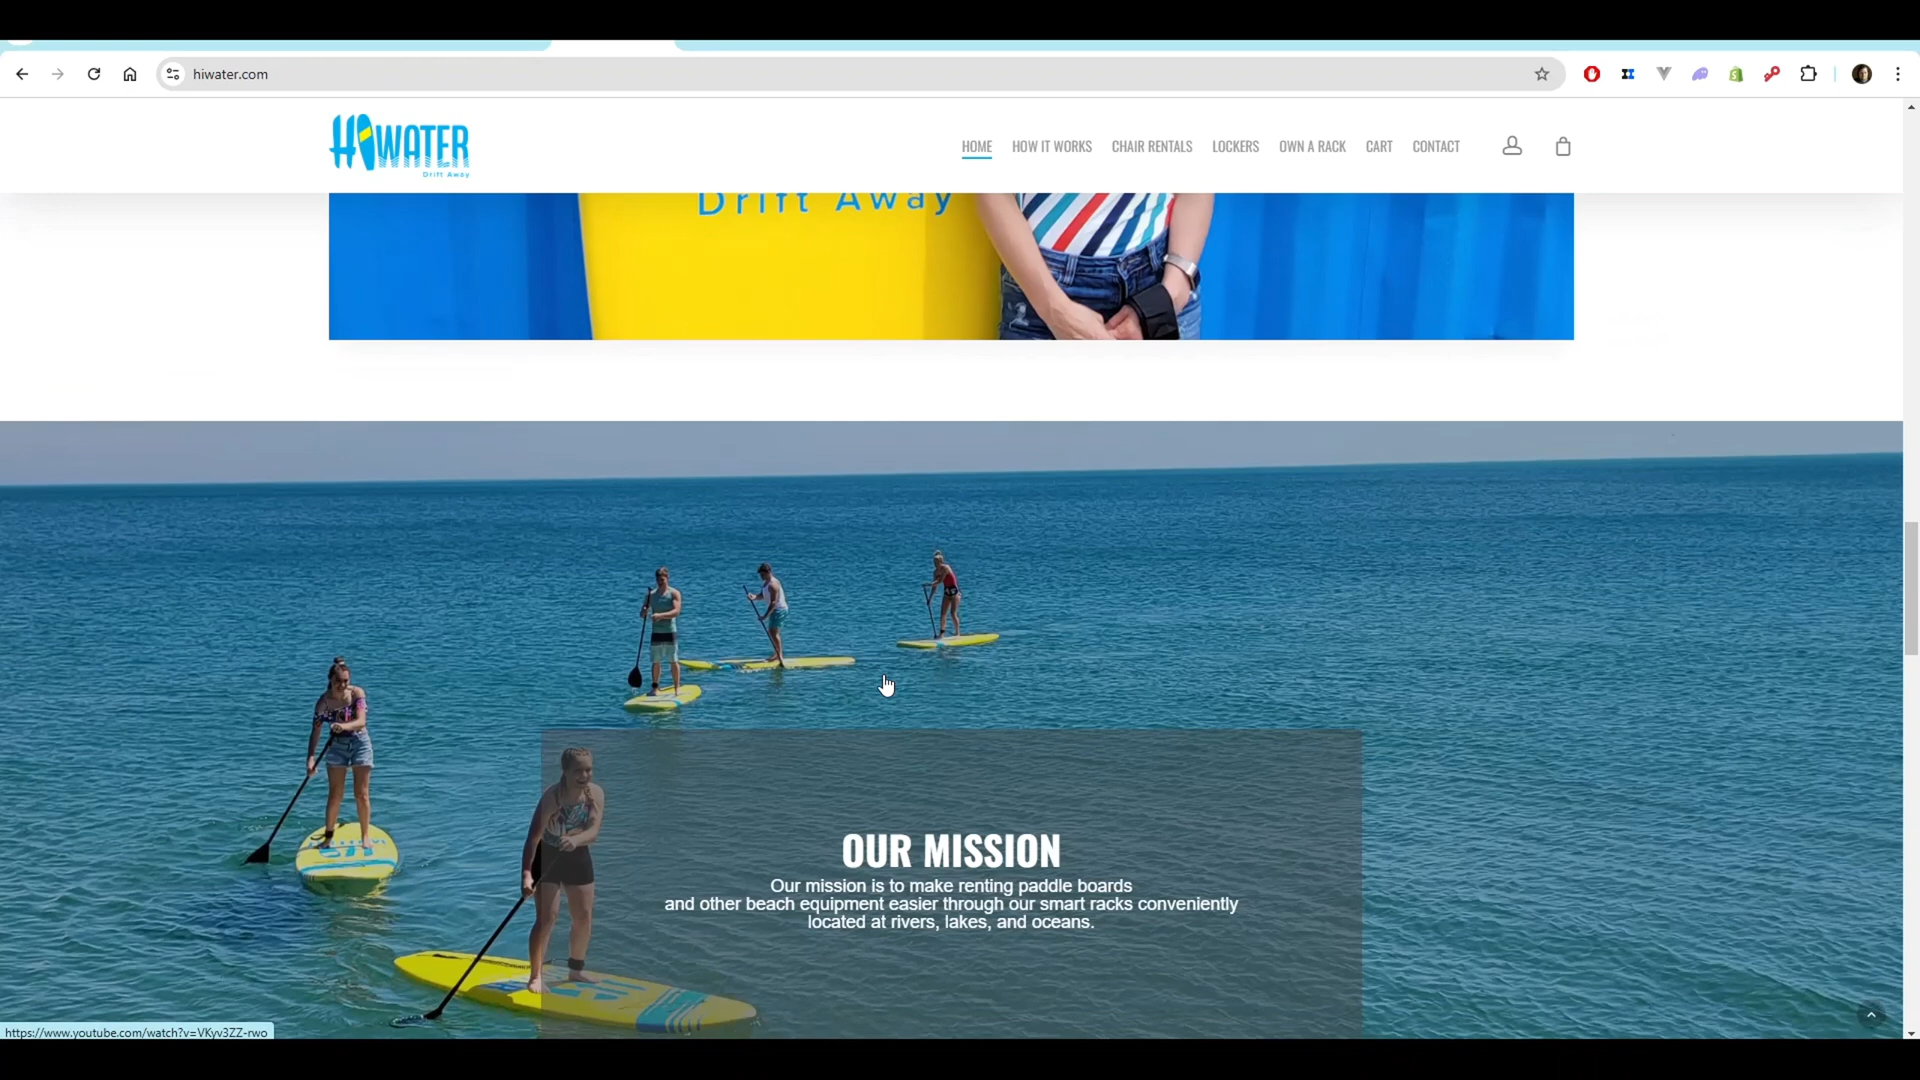 hiwater.com
HIWATER
Drift Away
HOME HOW IT WORKS CHAIR RENTALS LOCKERS OWN A RACK CART CONTACT
Drift Away
OUR MISSION
Our mission is to make renting paddle boards
and other beach equipment easier through our smart racks conveniently
located at rivers, lakes, and oceans.
https://www.youtube.com/watch?v=VKyv3ZZ-rwo